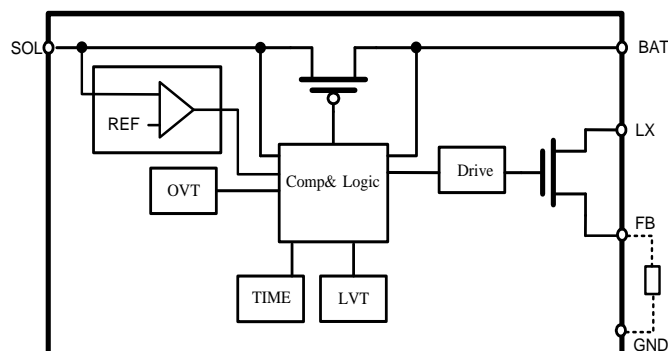 SOL
BAT
REF
LX
OVT
Comp& Logic
Drive
FB
TIME
LVT
GND